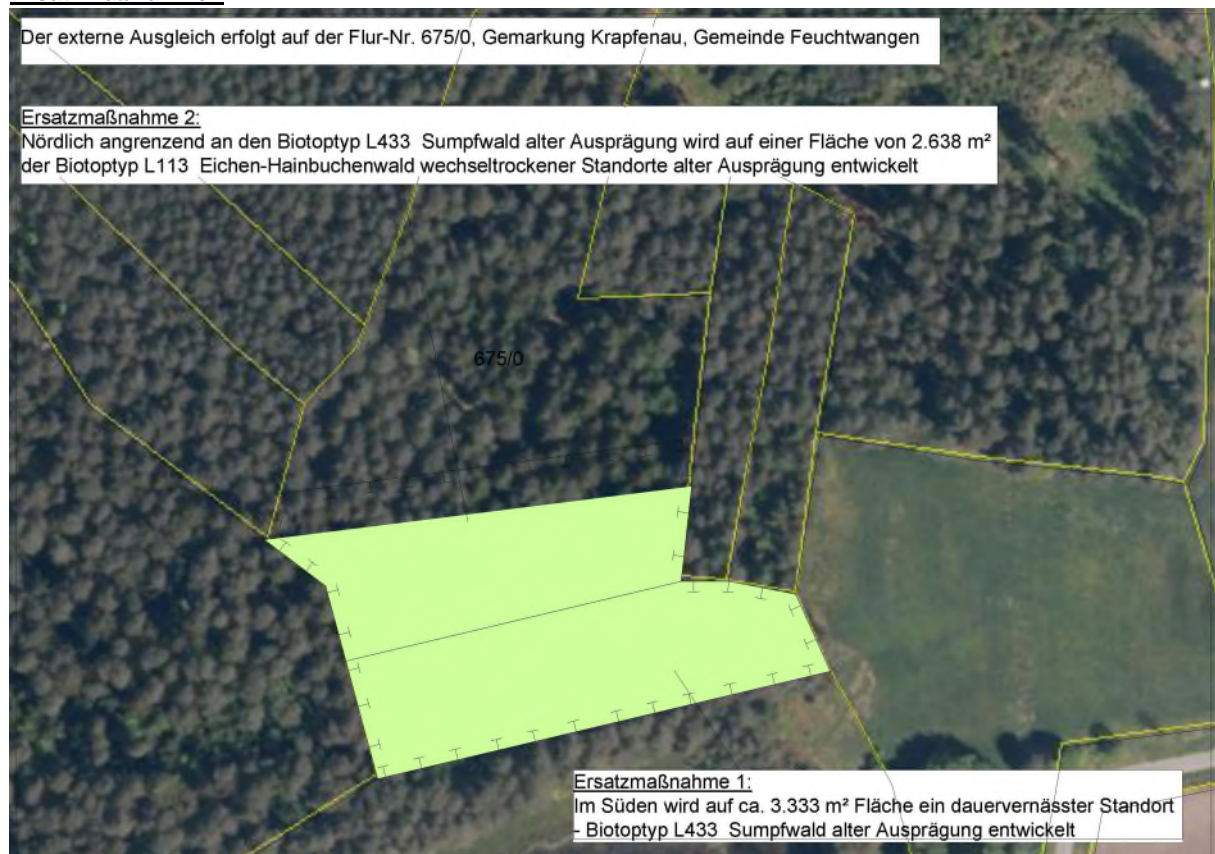 Der externe Ausgleich erfolgt auf der Flur-Nr. 675/0, Gemarkung Krapfenau, Gemeinde Feuchtwangen
Ersatzmaßnahme 2:
Nördlich angrenzend an den Biotoptyp L433 Sumpfwald alter Ausprägung wird auf einer Fläche von 2.638 m²
der Biotoptyp L113 Eichen-Hainbuchenwald wechseltrockener Standorte alter Ausprägung entwickelt
675/0
Ersatzmaßnahme 1:
Im Süden wird auf ca. 3.333 m² Fläche ein dauervernässter Standort
- Biotoptyp L433 Sumpfwald alter Ausprägung entwickelt